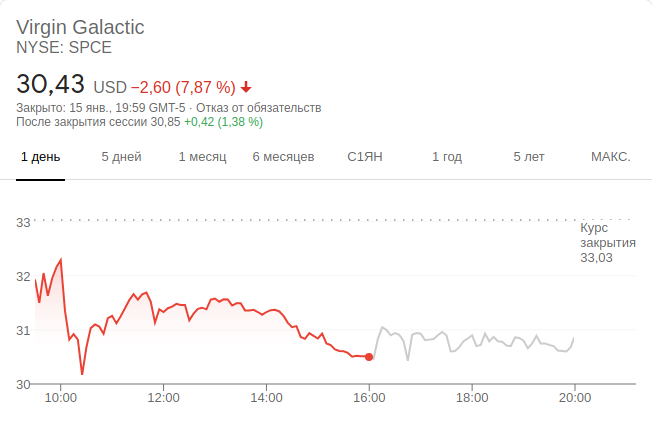 Virgin Galactic
NYSE: SPCE
30,43 USD −2,60 (7,87 %)
Закрыто: 15 янв., 19:59 GMT-5 · Отказ от обязательств
После закрытия сессии 30,85 +0,42 (1,38 %)
1 день 5 дней 1 месяц 6 месяцев С1ЯН 1 год 5 лет МАКС.
33
Курс
закрытия
33,03
32
31
30
10:00 12:00 14:00 16:00 18:00 20:00